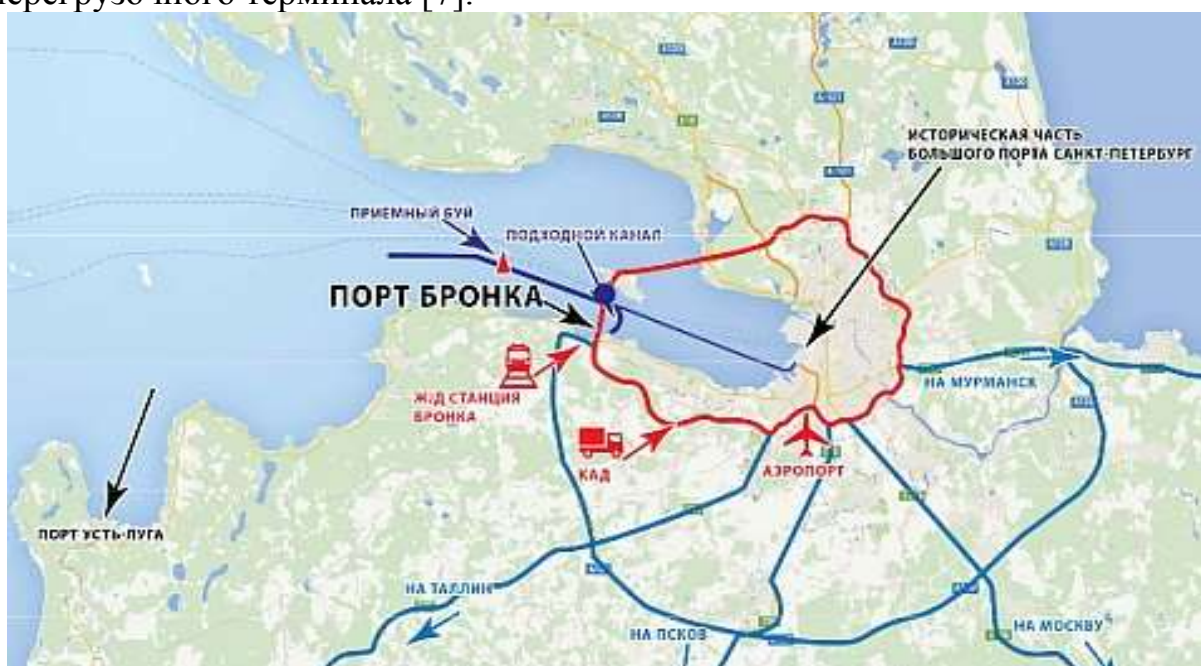 перегрузочного терминала [7].
ИСТОРИЧЕСКАЯ ЧАСТЬ
БОЛЬШОГО ПОРТА САНКТ-ПЕТЕРБУРГ
ПРИЕМНЫЙ БУЙ
ПОДХОДНОЙ КАНАЛ
ПОРТ БРОНКА
Ж/Д СТАНЦИЯ
БРОНКА
НА МУРМАНСК
КАД
АЭРОПОРТ
ПОРТ УСТЬ-ЛУГА
НА ТАЛЛИН
НА ПСКОВ
НА МОСКВУ